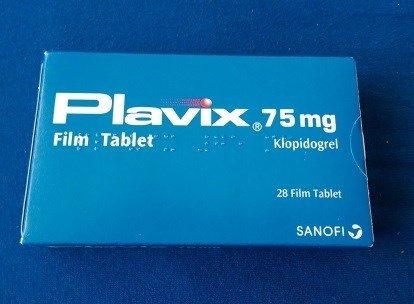 Plavix® 75 mg
Film Tablet
Klopidogrel
28 Film Tablet
SANOFI